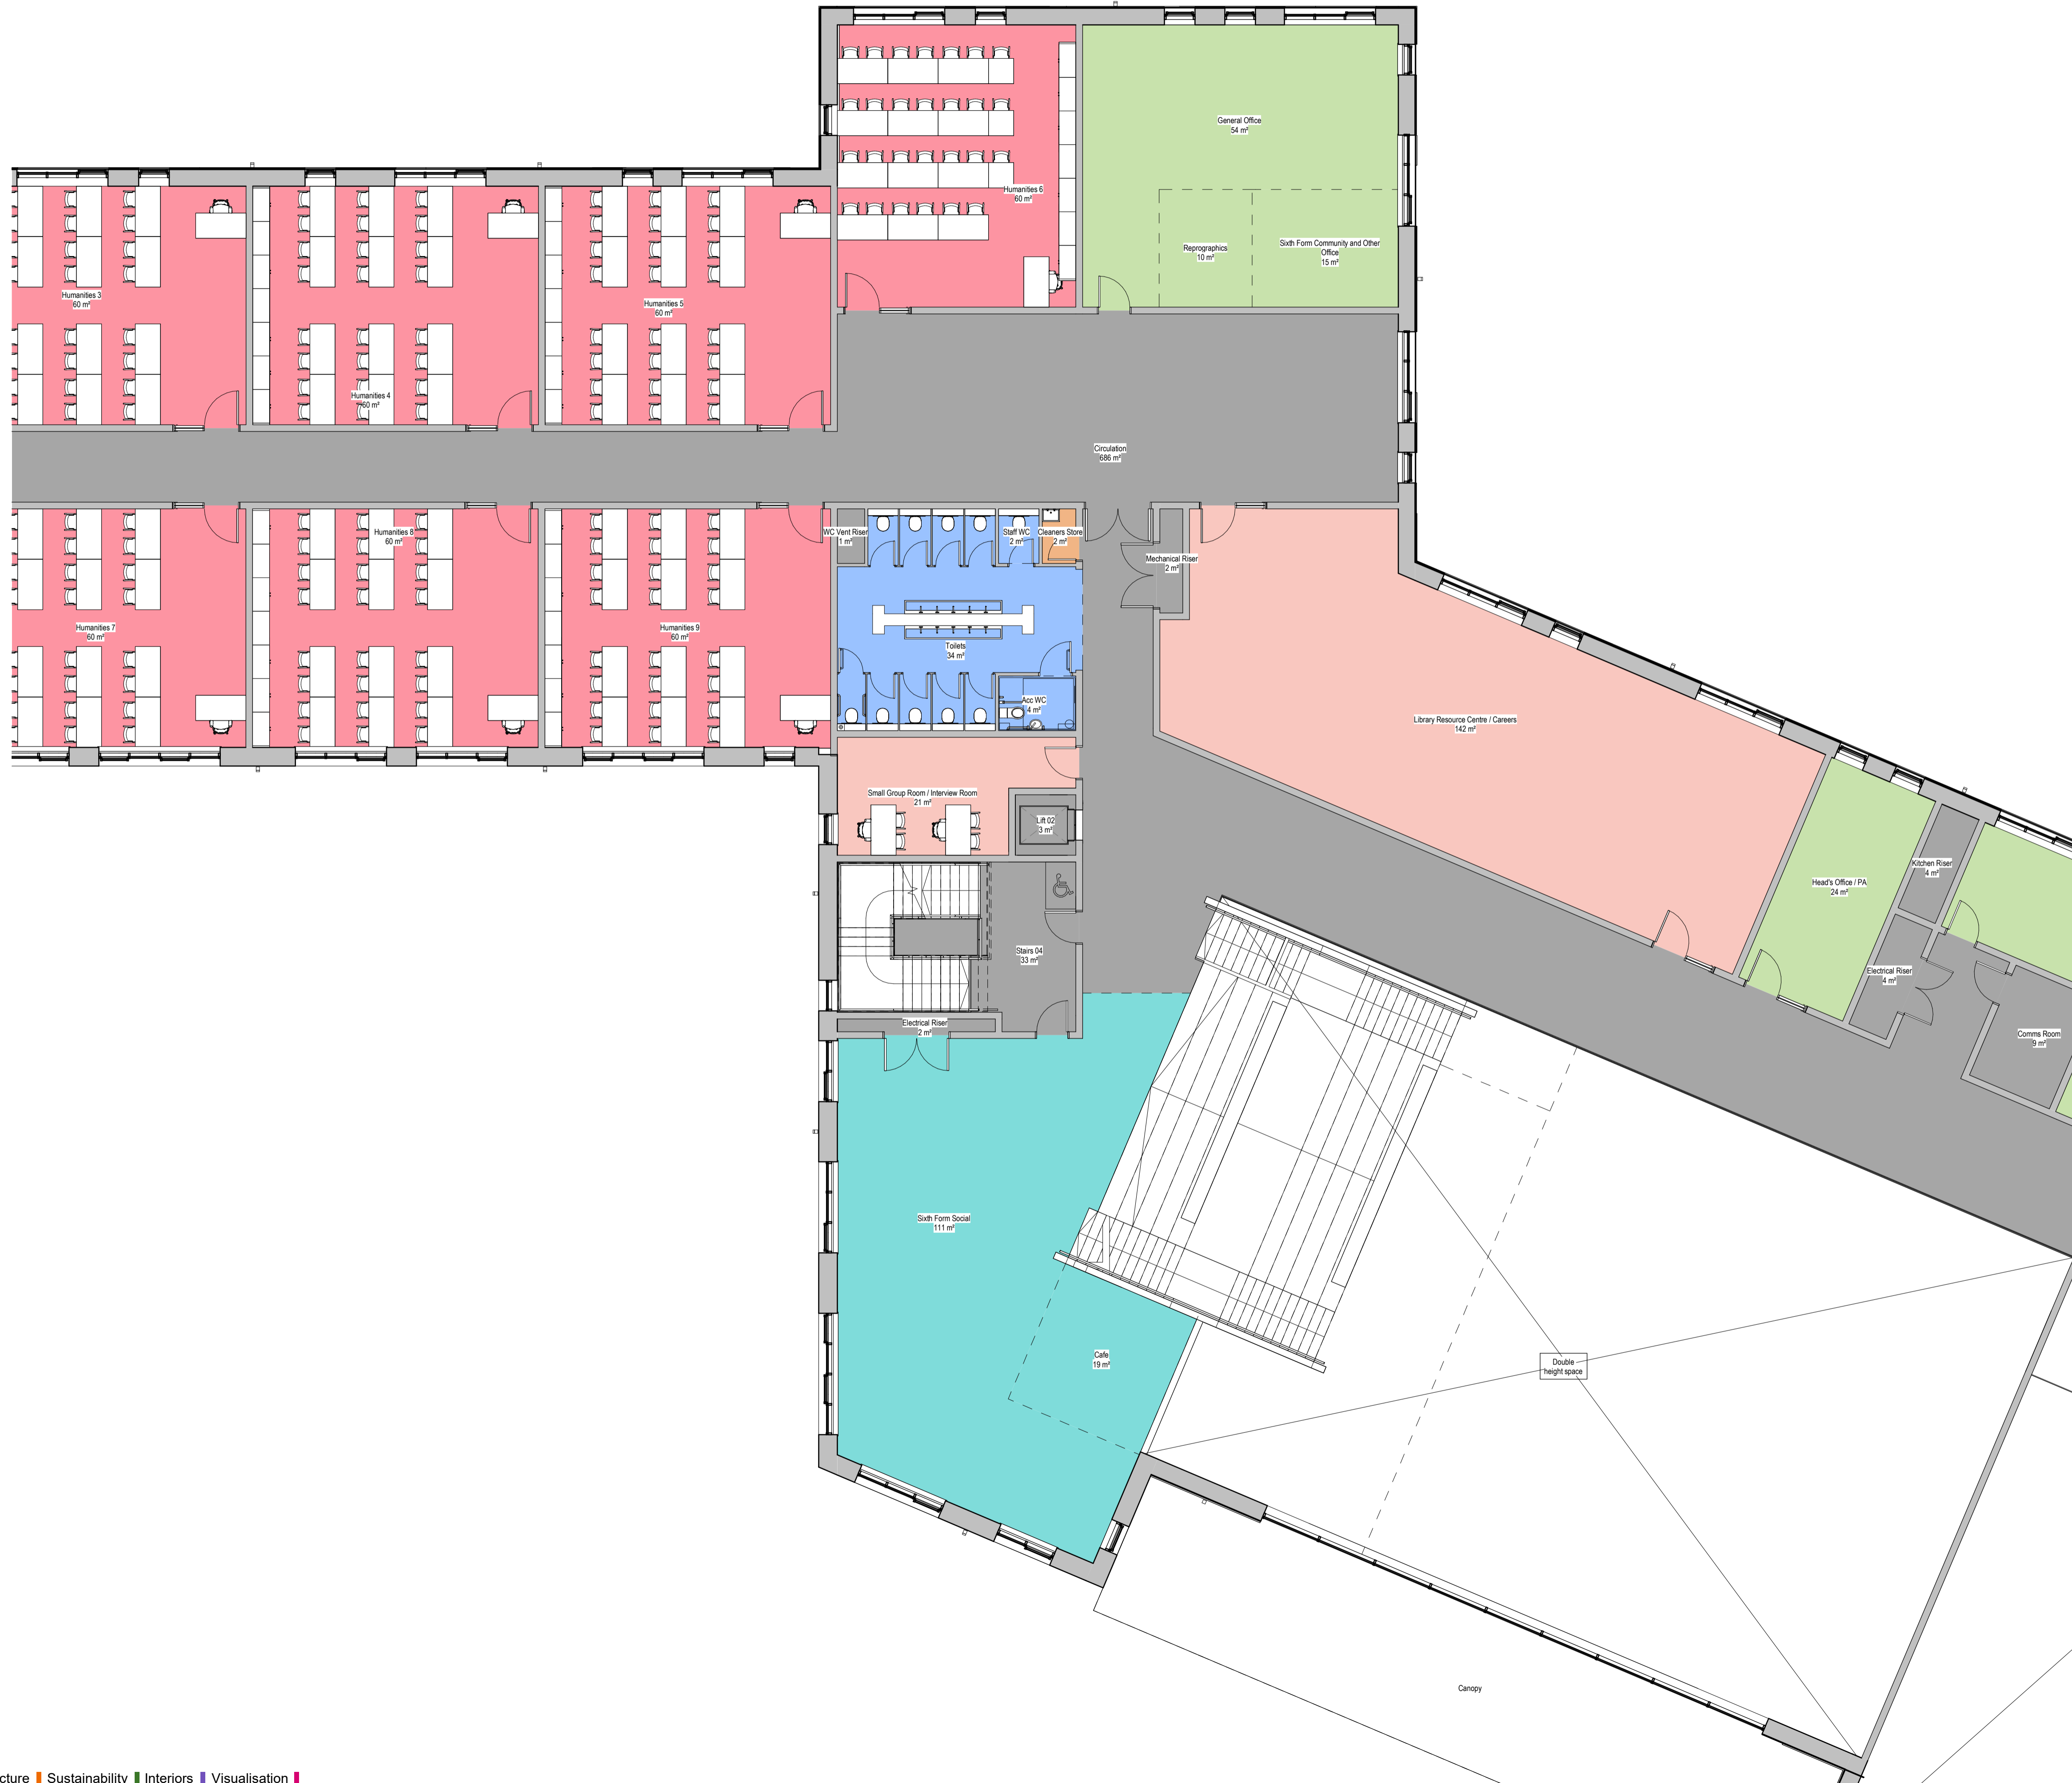 General Office
54 m²
Humanities 6
60 m²
Reprographics
10 m²
Sixth Form Community and Other
Office
15 m²
Humanities 3
60 m²
Humanities 4
60 m²
Humanities 5
60 m²
Circulation
686 m²
WC Vent Riser
1 m²
Staff WC
2 m²
Cleaners Store
2 m²
Mechanical Riser
2 m²
Humanities 8
60 m²
Humanities 7
60 m²
Humanities 9
60 m²
Toilets
34 m²
Acc WC
4 m²
Library Resource Centre / Careers
142 m²
Small Group Room / Interview Room
21 m²
Lift 02
3 m²
Head's Office / PA
24 m²
Kitchen Riser
4 m²
Stairs 04
33 m²
Electrical Riser
4 m²
Electrical Riser
2 m²
Comms Room
9 m²
Sixth Form Social
111 m²
Cafe
19 m²
Double
height space
Canopy
cture Sustainability Interiors Visualisation